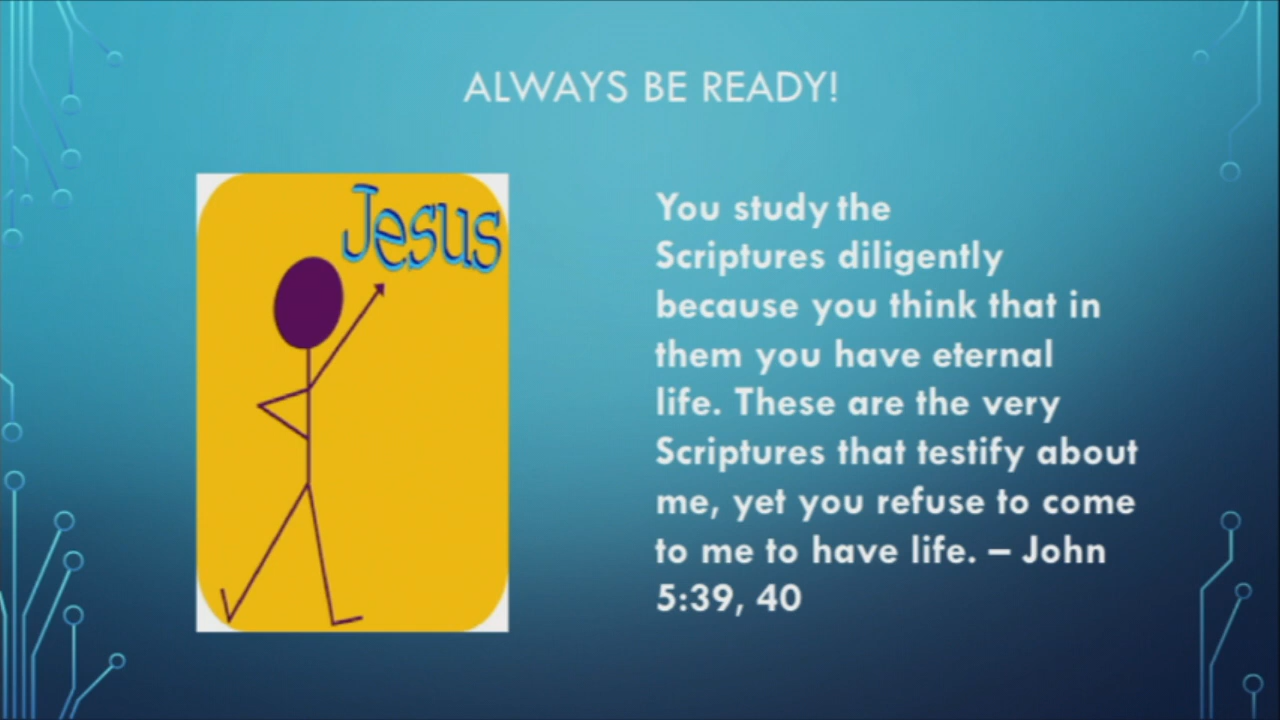 ALWAYS BE READY!
Jesus
You study the
Scriptures diligently
because you think that in
them you have eternal
life. These are the very
Scriptures that testify about
me, yet you refuse to come
to me to have life. – John
5:39, 40